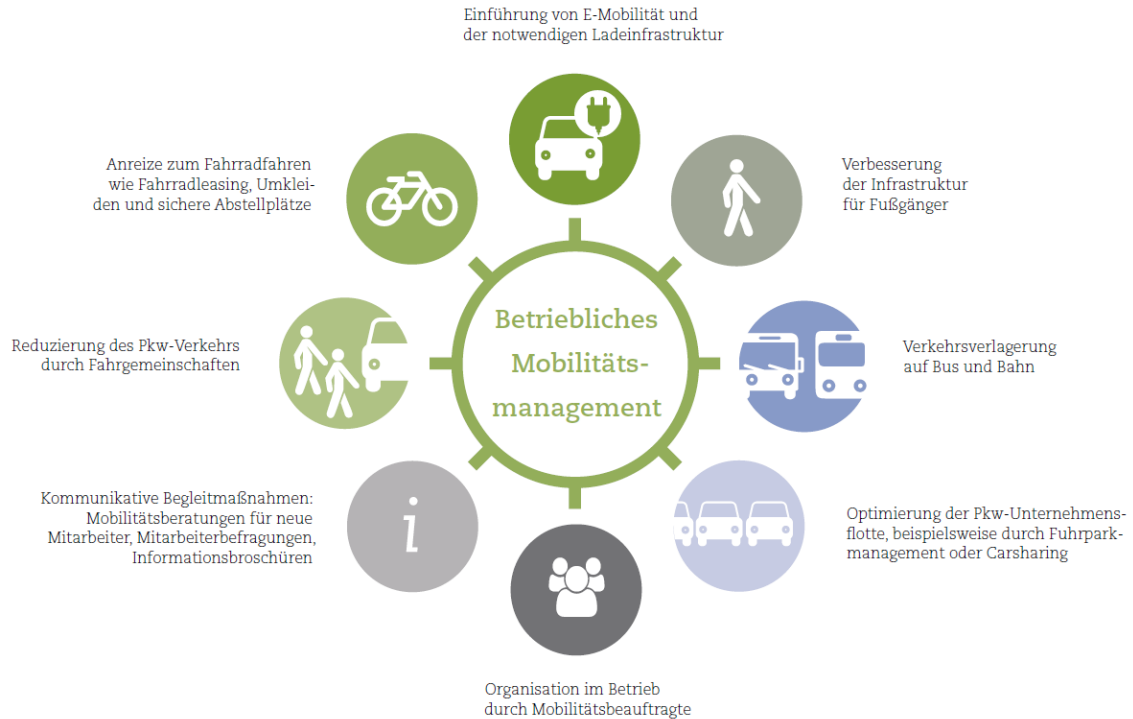 Einführung von E-Mobilität und
der notwendigen Ladeinfrastruktur
Anreize zum Fahrradfahren
wie Fahrradleasing, Umklei-
den und sichere Abstellplätze
Verbesserung
der Infrastruktur
für Fußgänger
Reduzierung des Pkw-Verkehrs
durch Fahrgemeinschaften
Betriebliches
Mobilitäts-
management
Verkehrsverlagerung
auf Bus und Bahn
Kommunikative Begleitmaßnahmen:
Mobilitätsberatungen für neue
Mitarbeiter, Mitarbeiterbefragungen,
Informationsbroschüren
i
Optimierung der Pkw-Unternehmens-
flotte, beispielsweise durch Fuhrpark-
management oder Carsharing
Organisation im Betrieb
durch Mobilitätsbeauftragte